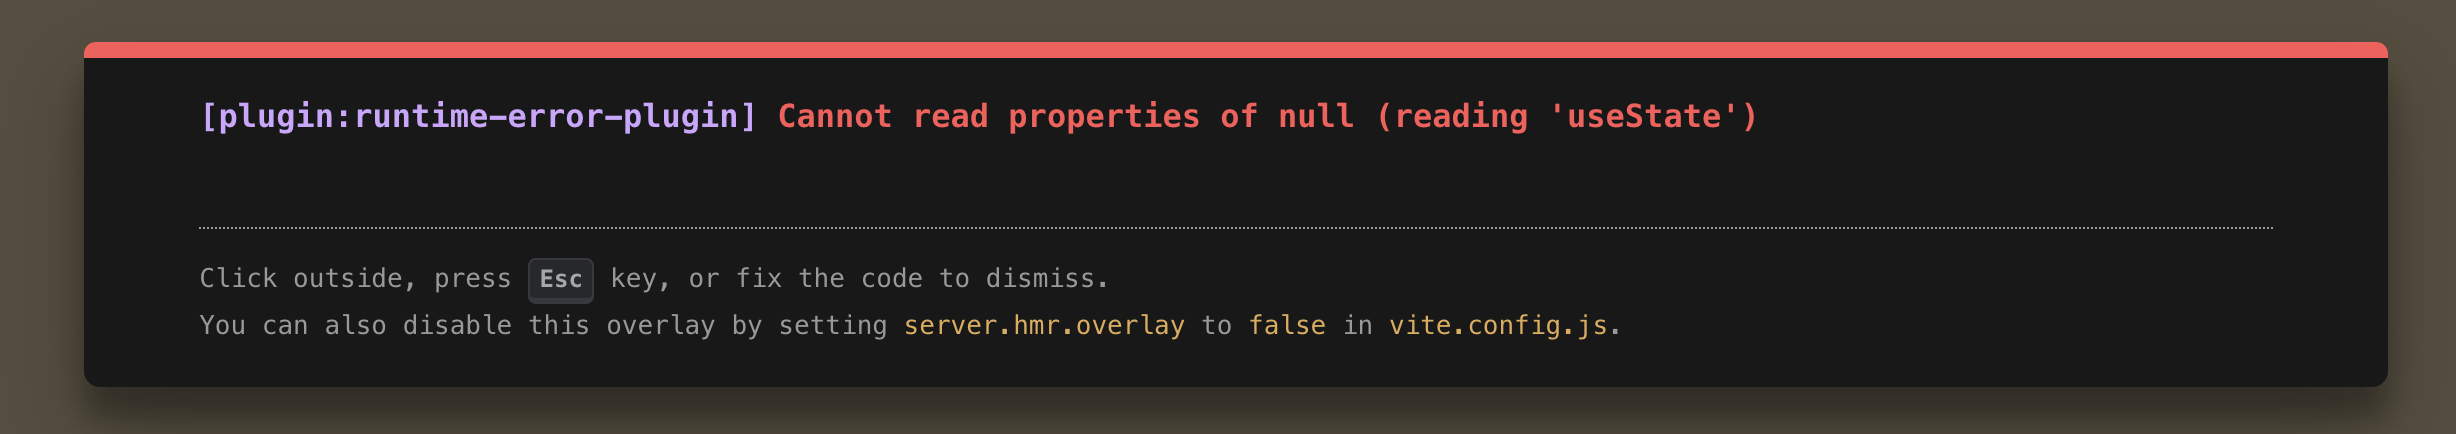 [plugin:runtime-error-plugin] Cannot read properties of null (reading 'useState')
Click outside, press Esc key, or fix the code to dismiss.
You can also disable this overlay by setting server.hmr.overlay to false in vite.config.js.